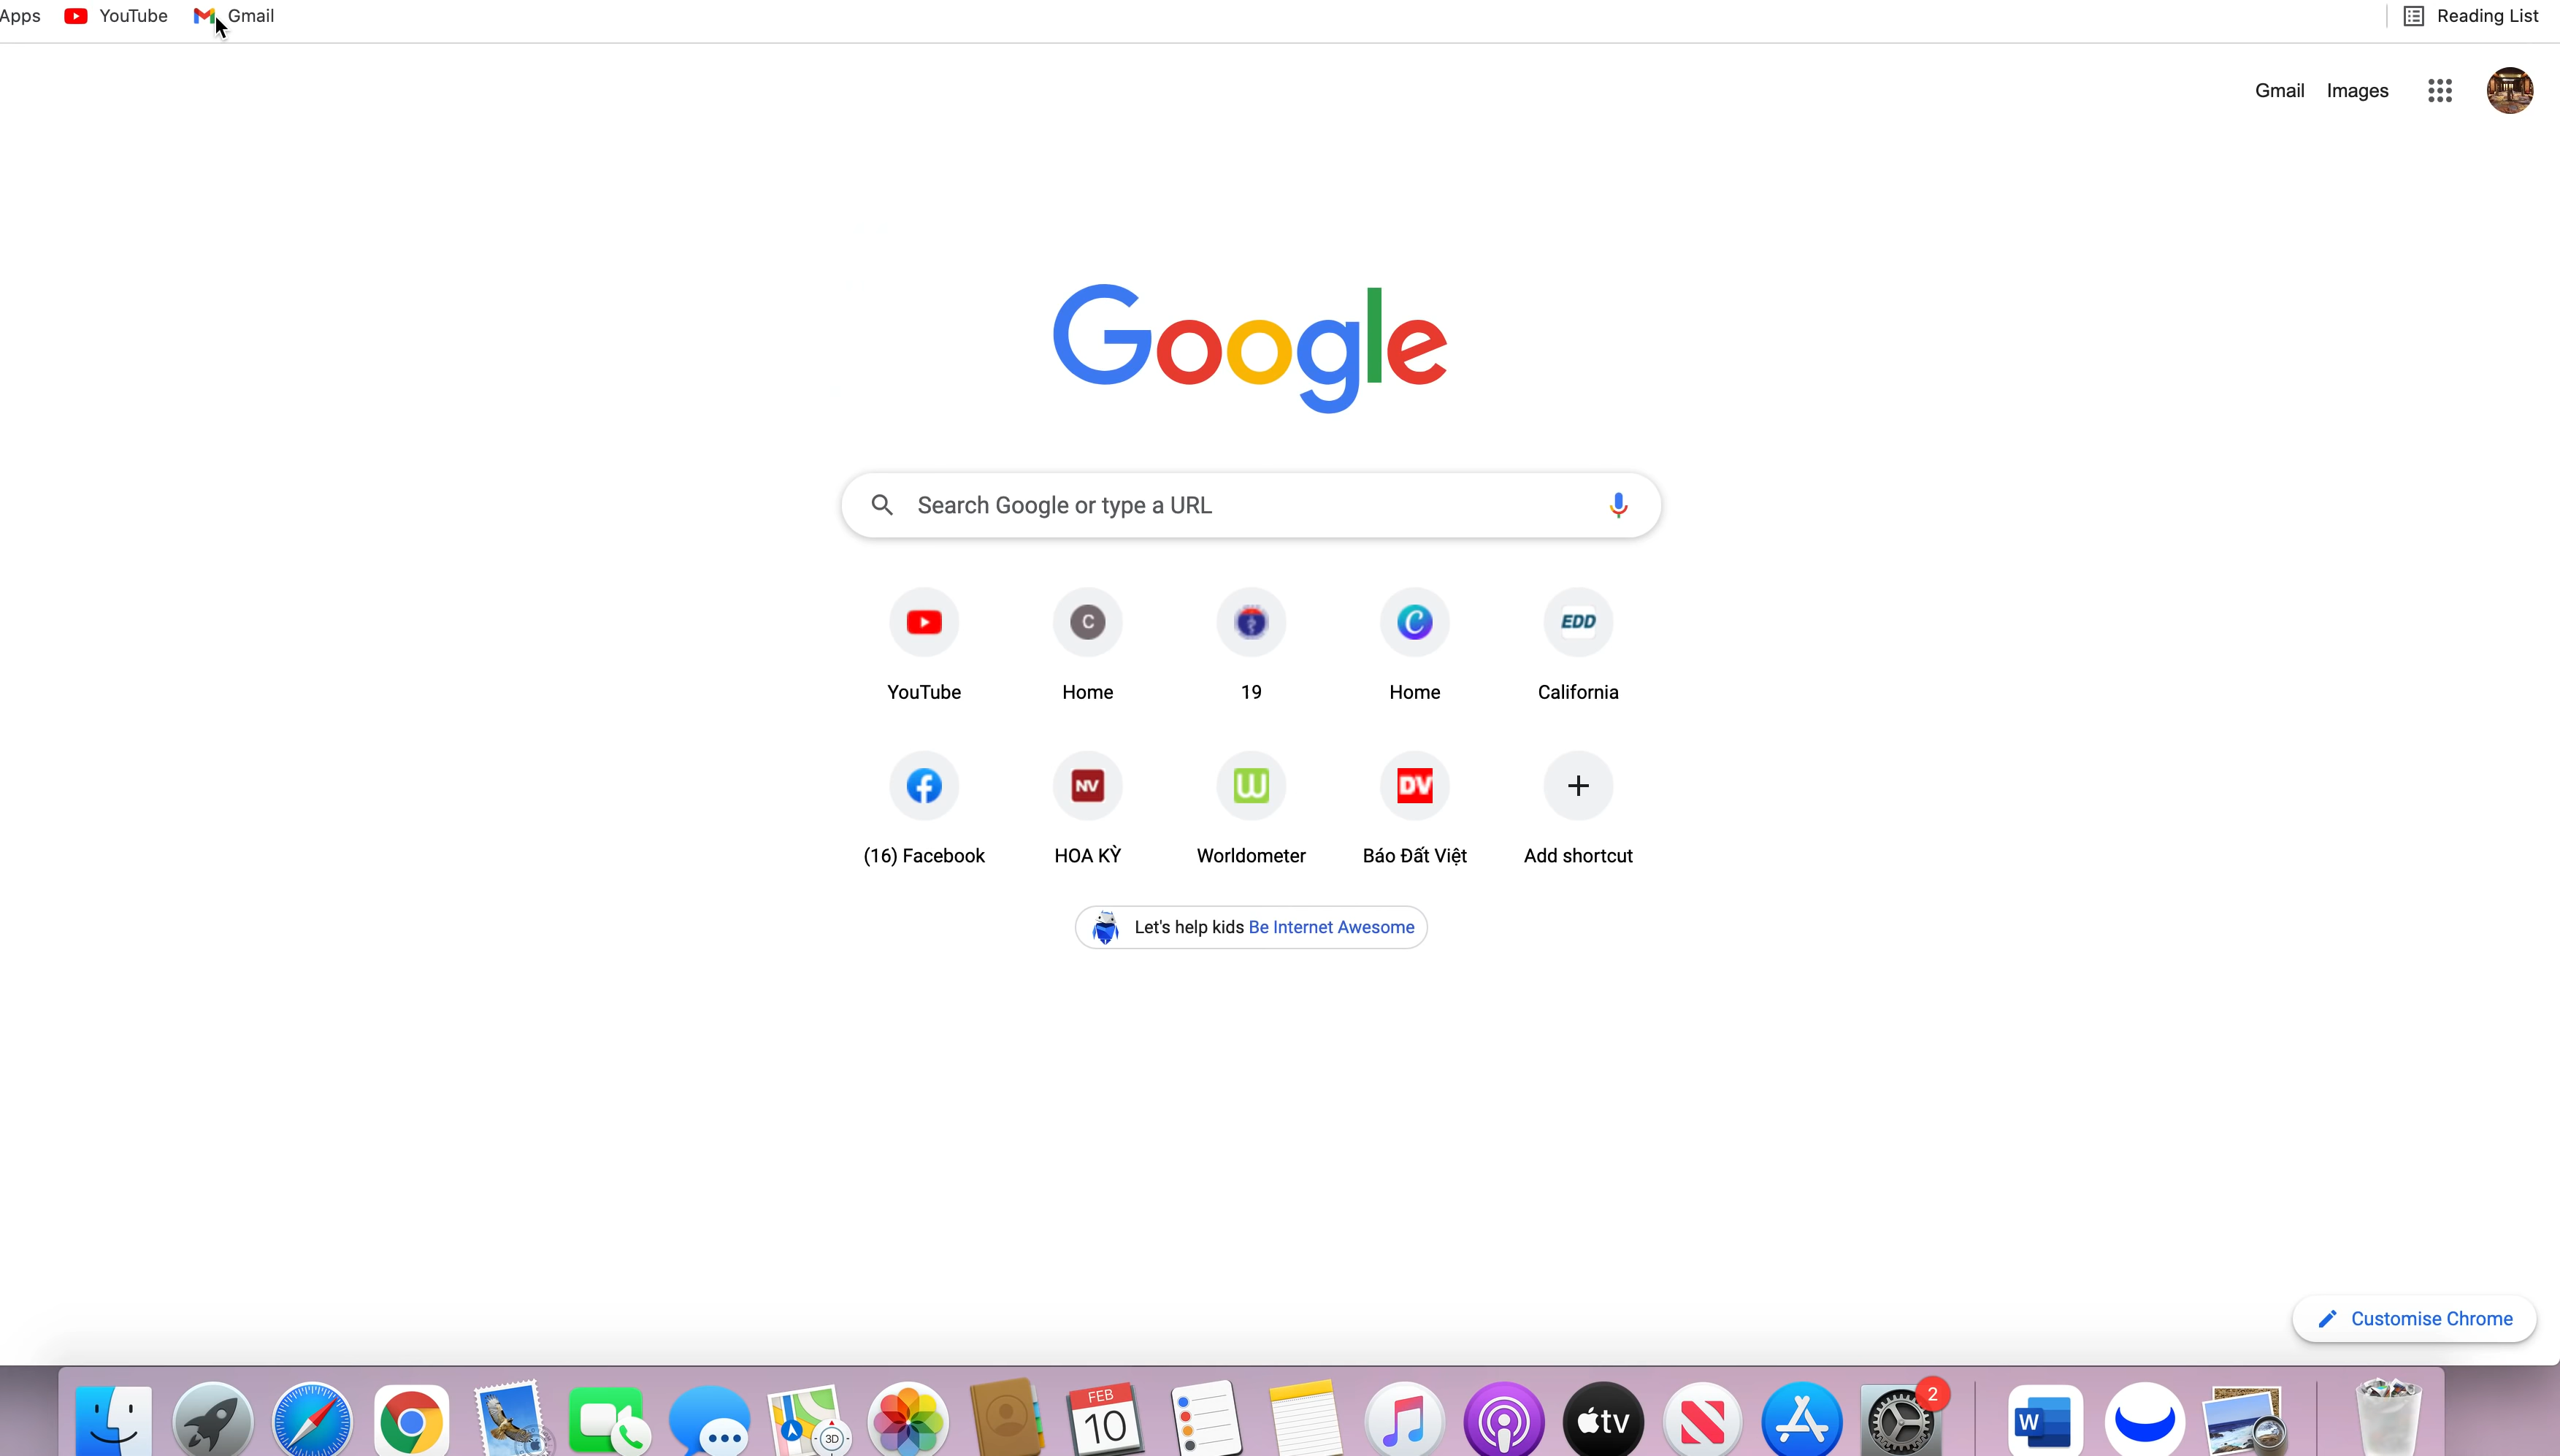 Apps YouTube Gmail Reading List
Gmail Images
Google
Search Google or type a URL
C EDD
YouTube Home 19 Home California
NV W DV
(16) Facebook HOA KỲ Worldometer Báo Đất Việt Add shortcut
Let's help kids Be Internet Awesome
Customise Chrome
FEB
10
3D
tv
2
W